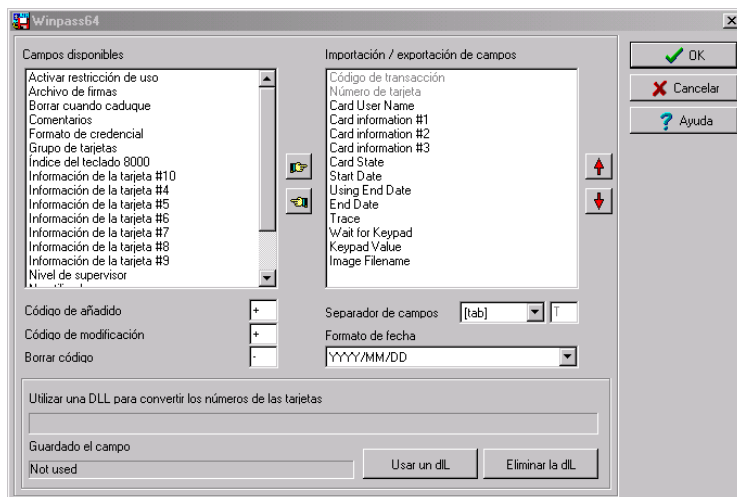 Winpass64
Campos disponibles
Activar restricción de uso
Archivo de firmas
Borrar cuando caduque
Comentarios
Formato de credencial
Grupo de tarjetas
Índice del teclado 8000
Información de la tarjeta #10
Información de la tarjeta #4
Información de la tarjeta #5
Información de la tarjeta #6
Información de la tarjeta #7
Información de la tarjeta #8
Información de la tarjeta #9
Nivel de supervisor
Importación / exportación de campos
Código de transacción
Número de tarjeta
Card User Name
Card information #1
Card information #2
Card information #3
Card State
Start Date
Using End Date
End Date
Trace
Wait for Keypad
Keypad Value
Image Filename
OK
Cancelar
Ayuda
Código de añadido +
Código de modificación +
Borrar código -
Separador de campos [tab] T
Formato de fecha
YYYY/MM/DD
Utilizar una DLL para convertir los números de las tarjetas
Guardado el campo
Not used
Usar un dlL
Eliminar la dlL